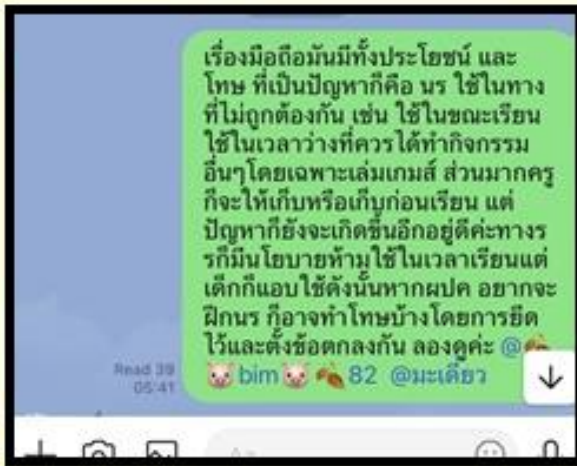 เรื่องมือถือมันมีทั้งประโยชน์ และ
โทษ ที่เป็นปัญหาก็คือ นร ใช้ในทาง
ที่ไม่ถูกต้องกัน เช่น ใช้ในขณะเรียน
ใช้ในเวลาว่างที่ควรได้ทำกิจกรรม
อื่นๆโดยเฉพาะเล่มเกมส์ ส่วนมากครู
ก็จะให้เก็บหรือเก็บก่อนเรียน แต่
ปัญหาก็ยังจะเกิดขึ้นอีกอยู่ดีค่ะทางร
รก็มีนโยบายห้ามใช้ในเวลาเรียนแต่
เด็กก็แอบใช้ดังนั้นหากผปค อยากจะ
ฝึกนร ก็อาจทำโทษบ้างโดยการยึด
ไว้และตั้งข้อตกลงกัน ลองดูค่ะ @🍂
🐷bim🐷🍂82 @มะเดี่ยว
Read 39
05:41
Aa